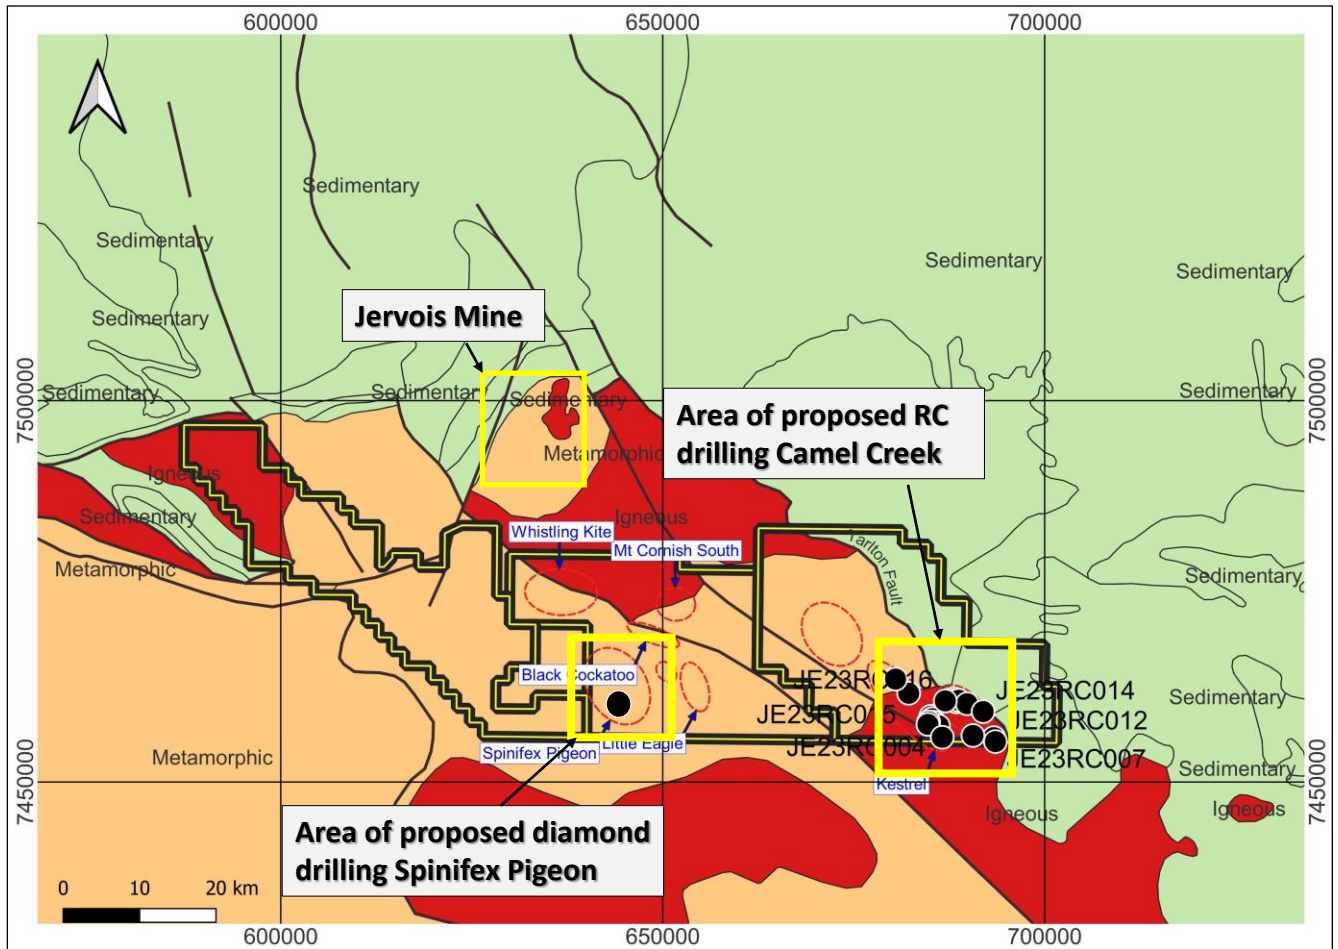 600000
650000
700000
Sedimentary
Sedimentary
Sedimentary
Sedimentary
Jervois Mine
Sedimentary
7500000
7500000
Sedimentary
Sedimentary
Sedimentary
Sedimentary
Area of proposed RC
drilling Camel Creek
Metamorphic
Igneous
Sedimentary
Igneous
Whistling Kite
Mt Cornish South
Tarlton Fault
Metamorphic
Sedimentary
Black Cockatoo
JE23RC014
JE23RC015
JE23RC012
Sedimentary
Spinifex Pigeon
Little Eagle
JE23RC004
JE23RC007
Metamorphic
Kestrel
Sedimentary
7450000
7450000
Igneous
Igneous
Area of proposed diamond
drilling Spinifex Pigeon
0 10 20 km
600000
650000
700000